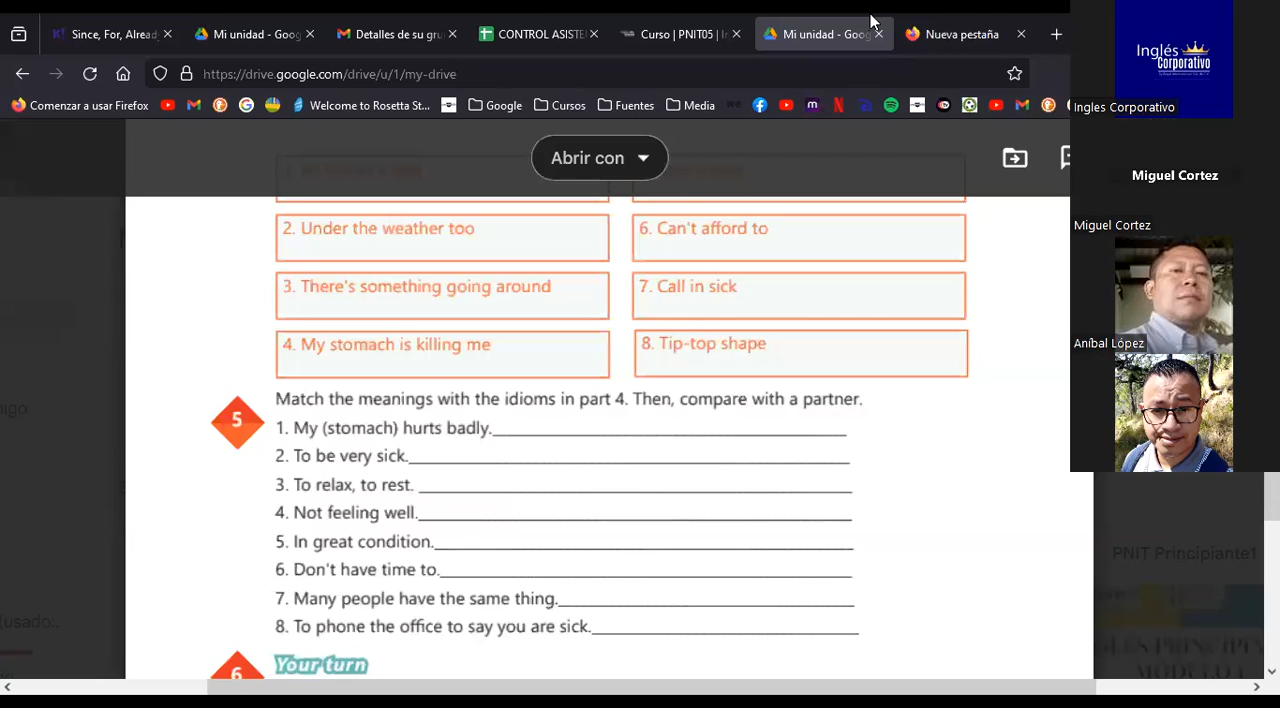 Since, For, Alread
Mi unidad - Goog
Detalles de su gru
CONTROL ASISTE
Curso | PNIT05 | In
Mi unidad - Goog
Nueva pestaña
https://drive.google.com/drive/u/1/my-drive
Comenzar a usar Firefox
Welcome to Rosetta St...
Google
Cursos
Fuentes
Media
Abrir con
2. Under the weather too
6. Can't afford to
3. There's something going around
7. Call in sick
4. My stomach is killing me
8. Tip-top shape
5
Match the meanings with the idioms in part 4. Then, compare with a partner.
1. My (stomach) hurts badly.
2. To be very sick.
3. To relax, to rest.
4. Not feeling well.
5. In great condition.
6. Don't have time to.
7. Many people have the same thing.
8. To phone the office to say you are sick.
6
Your turn
Inglés
Corporativo
Ingles Corporativo
Miguel Cortez
Miguel Cortez
Aníbal López
nigo
(usado:.
PNIT Principiante1